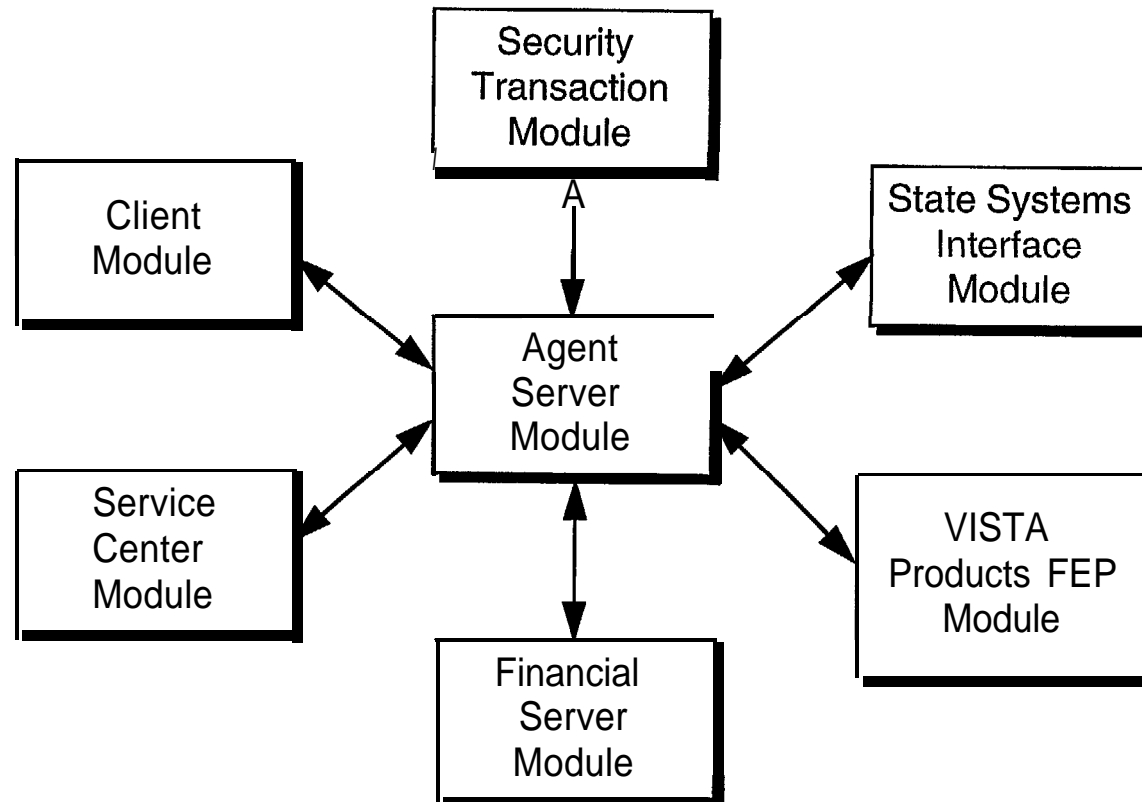 Security
Transaction
Module
A
Client
Module
State Systems
Interface
Module
Agent
Server
Module
Service
Center
Module
VISTA
Products FEP
Module
Financial
Server
Module